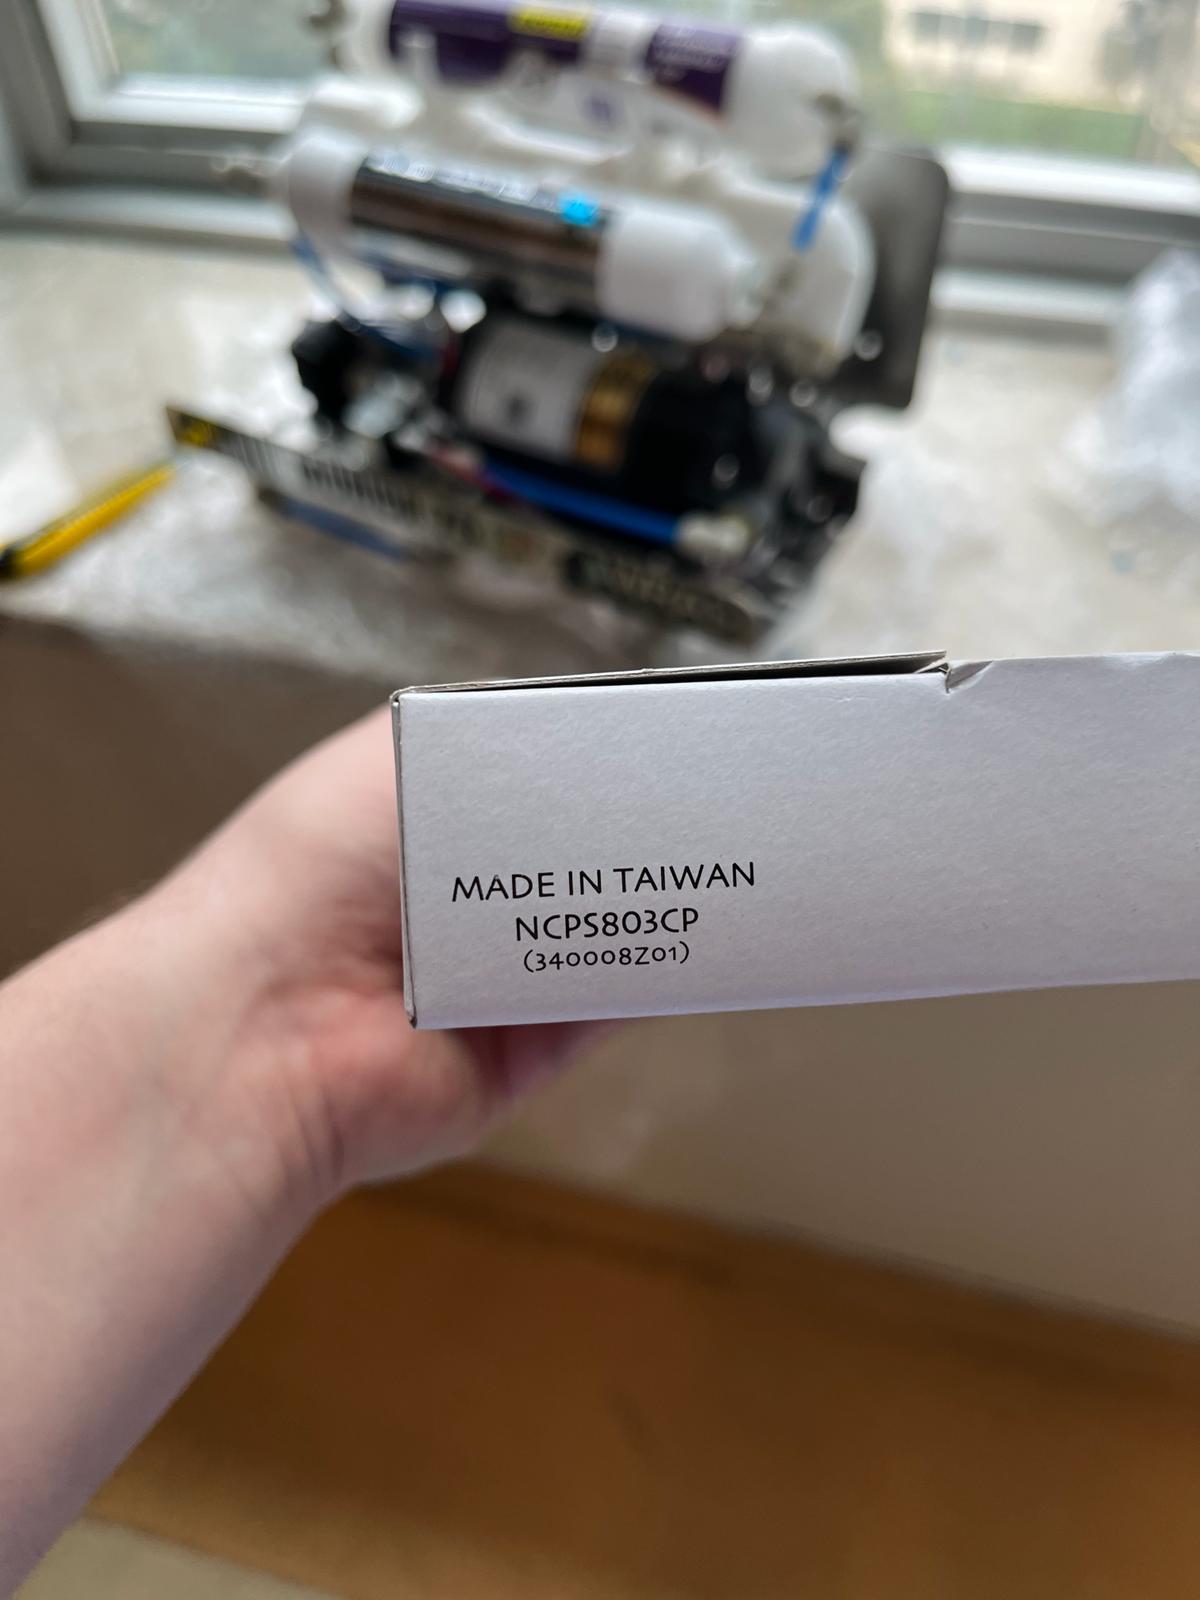 MADE IN TAIWAN
NCPS803CP
(340008Z01)